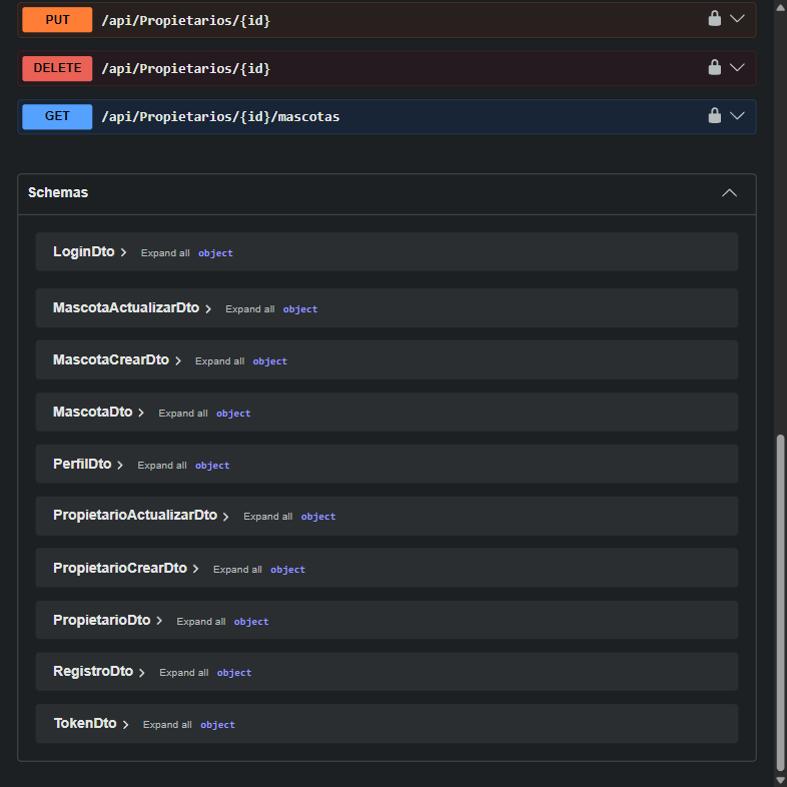 PUT /api/Propietarios/{id}
DELETE /api/Propietarios/{id}
GET /api/Propietarios/{id}/mascotas
Schemas
LoginDto Expand all object
MascotaActualizarDto Expand all object
MascotaCrearDto Expand all object
MascotaDto Expand all object
PerfilDto Expand all object
PropietarioActualizarDto Expand all object
PropietarioCrearDto Expand all object
PropietarioDto Expand all object
RegistroDto Expand all object
TokenDto Expand all object